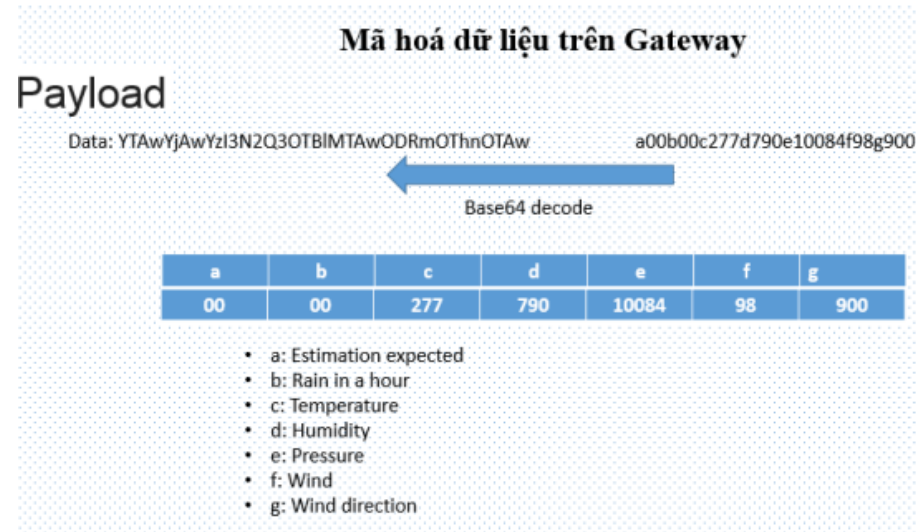 Mã hoá dữ liệu trên Gateway
Payload
Data: YTAwYjAwYzI3N2Q3OTBlMTAwODRmOThnOTAw a00b00c277d790e10084f98g900
Base64 decode
a b c d e f g
00 00 277 790 10084 98 900
• a: Estimation expected
• b: Rain in a hour
• c: Temperature
• d: Humidity
• e: Pressure
• f: Wind
• g: Wind direction